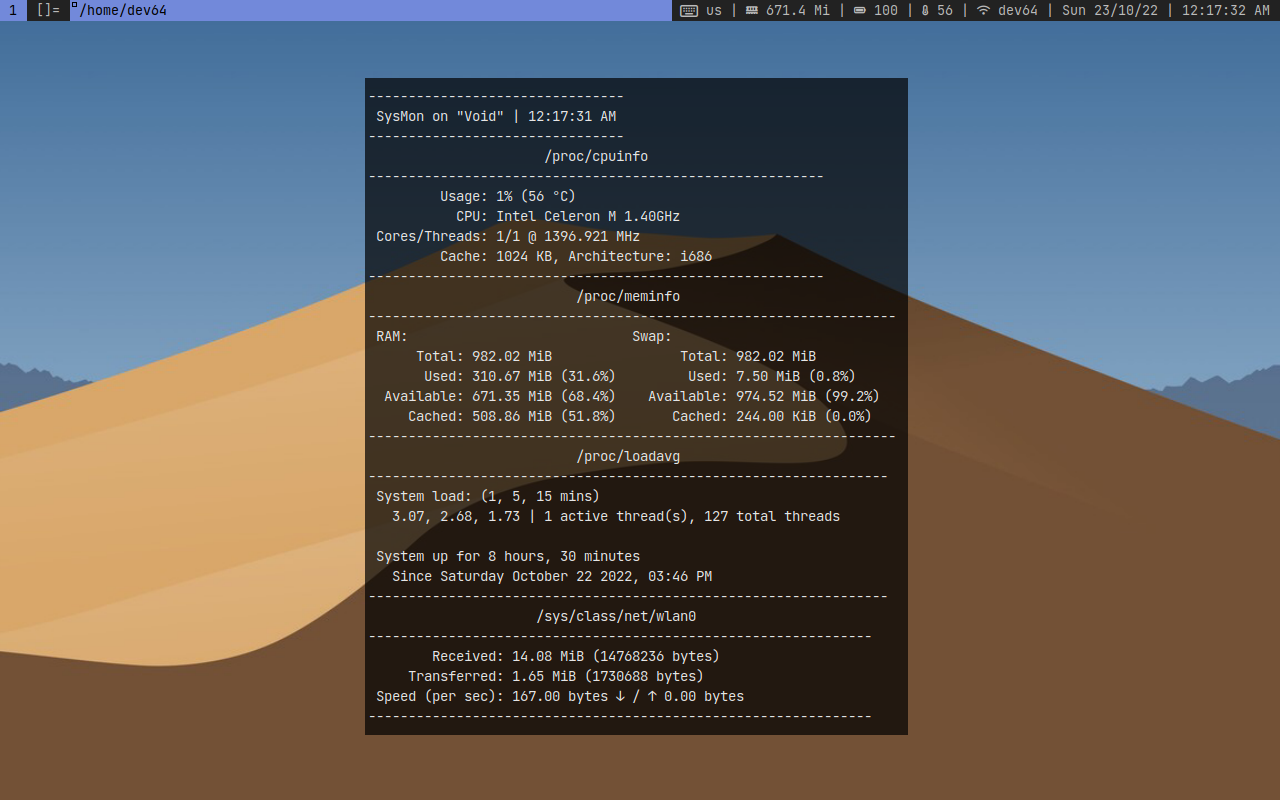 1 []= /home/dev64 us | 671.4 Mi | 100 | 56 | dev64 | Sun 23/10/22 | 12:17:32 AM
--------------------------------
SysMon on "Void" | 12:17:31 AM
--------------------------------
/proc/cpuinfo
---------------------------------------------------------
Usage: 1% (56 °C)
CPU: Intel Celeron M 1.40GHz
Cores/Threads: 1/1 @ 1396.921 MHz
Cache: 1024 KB, Architecture: i686
---------------------------------------------------------
/proc/meminfo
------------------------------------------------------------------
RAM: Swap:
Total: 982.02 MiB Total: 982.02 MiB
Used: 310.67 MiB (31.6%) Used: 7.50 MiB (0.8%)
Available: 671.35 MiB (68.4%) Available: 974.52 MiB (99.2%)
Cached: 508.86 MiB (51.8%) Cached: 244.00 KiB (0.0%)
------------------------------------------------------------------
/proc/loadavg
-----------------------------------------------------------------
System load: (1, 5, 15 mins)
3.07, 2.68, 1.73 | 1 active thread(s), 127 total threads
System up for 8 hours, 30 minutes
Since Saturday October 22 2022, 03:46 PM
-----------------------------------------------------------------
/sys/class/net/wlan0
---------------------------------------------------------------
Received: 14.08 MiB (14768236 bytes)
Transferred: 1.65 MiB (1730688 bytes)
Speed (per sec): 167.00 bytes ↓ / ↑ 0.00 bytes
---------------------------------------------------------------